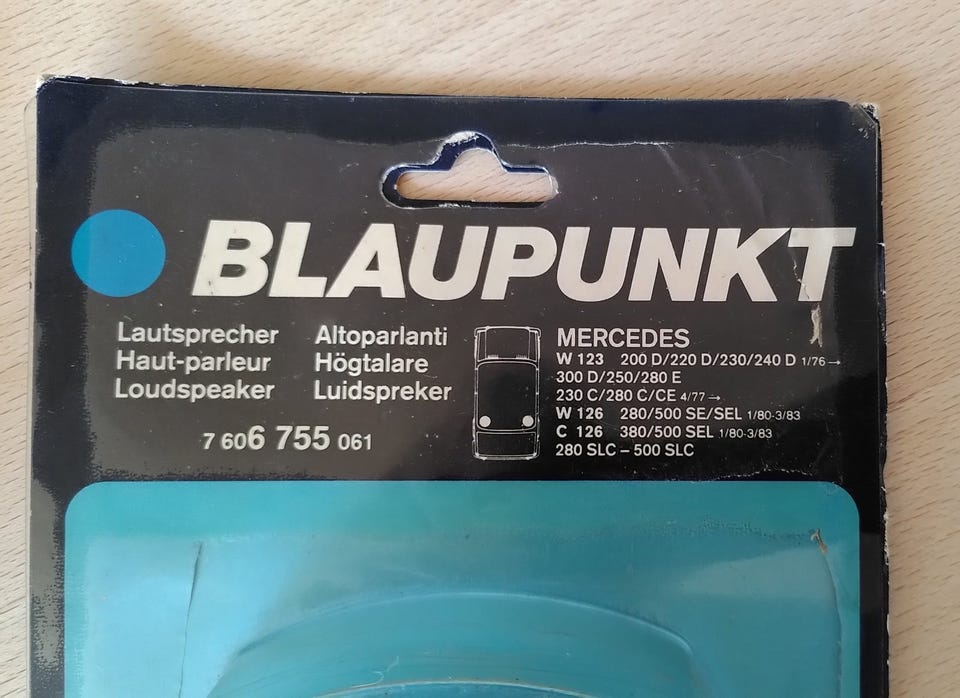 BLAUPUNKT
Lautsprecher
Haut-parleur
Loudspeaker
Altoparlanti
Högtalare
Luidspreker
7 606 755 061
MERCEDES
W 123 200 D/220 D/230/240 D 1/76→
300 D/250/280 E
230 C/280 C/CE 4/77→
W 126 280/500 SE/SEL 1/80-3/83
C 126 380/500 SEL 1/80-3/83
280 SLC – 500 SLC